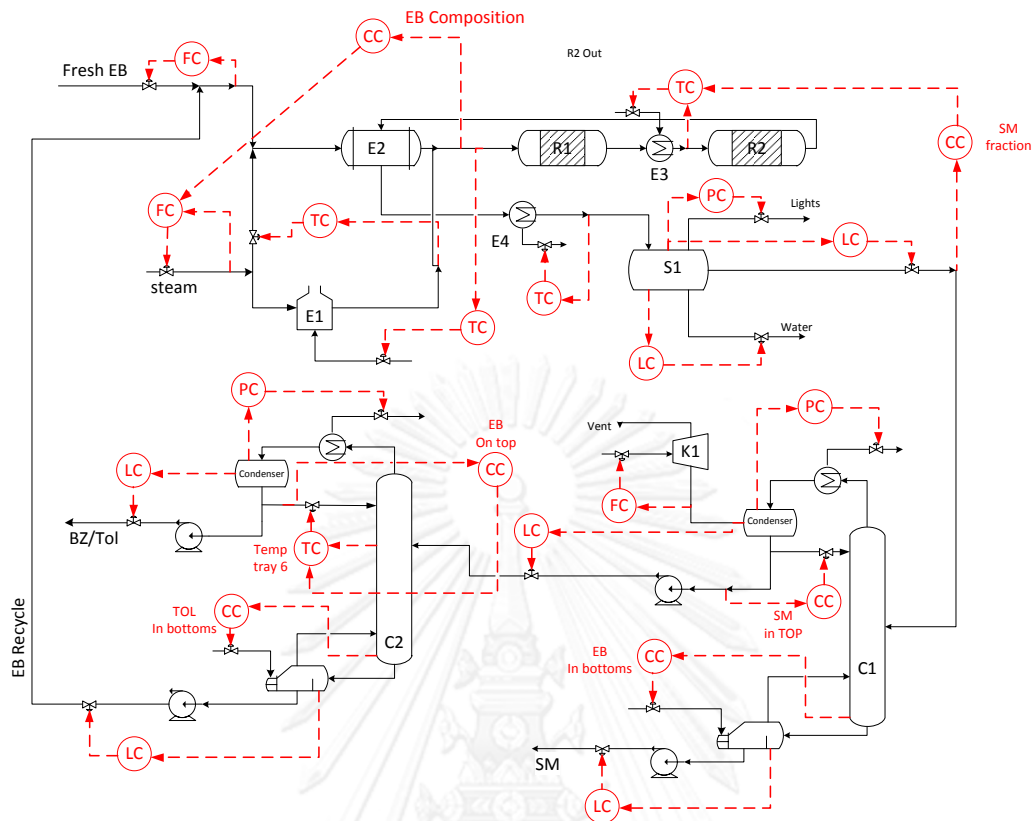 EB Composition
CC
FC
Fresh EB
R2 Out
TC
CC
SM
fraction
E2
R1
E3
R2
FC
TC
PC
Lights
LC
E4
S1
steam
TC
E1
TC
Water
LC
PC
EB
On top
CC
Vent
K1
PC
LC
Condenser
FC
LC
Condenser
BZ/Tol
Temp
tray 6
TC
CC
SM
in TOP
TOL
In bottoms
CC
C2
EB
In bottoms
CC
C1
EB Recycle
LC
SM
LC